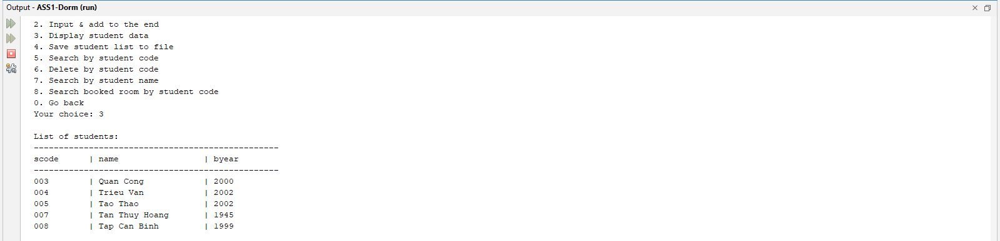 Output - ASS1-Dorm (run)
2. Input & add to the end
3. Display student data
4. Save student list to file
5. Search by student code
6. Delete by student code
7. Search by student name
8. Search booked room by student code
0. Go back
Your choice: 3
List of students:
-------------------------------------------------
scode | name | byear
-------------------------------------------------
003 | Quan Cong | 2000
004 | Trieu Van | 2002
005 | Tao Thao | 2002
007 | Tan Thuy Hoang | 1945
008 | Tap Can Binh | 1999